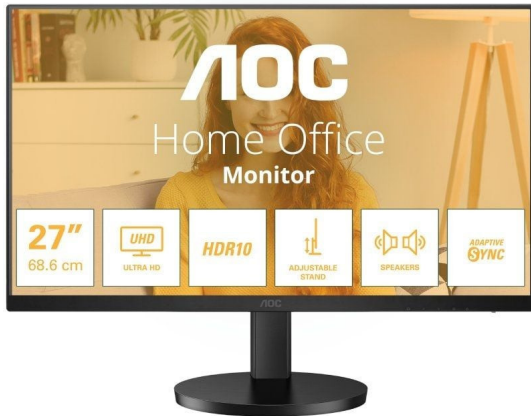 AOC
Home Office
Monitor
27"
68.6 cm
UHD
ULTRA HD
HDR10
ADJUSTABLE
STAND
SPEAKERS
ADAPTIVE
SYNC
AOC